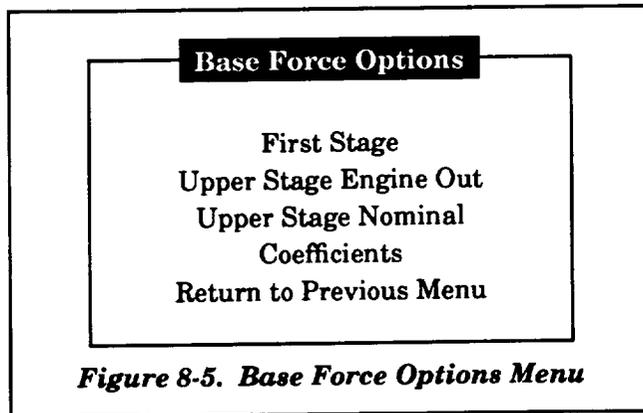 Base Force Options
First Stage
Upper Stage Engine Out
Upper Stage Nominal
Coefficients
Return to Previous Menu
Figure 8-5. Base Force Options Menu